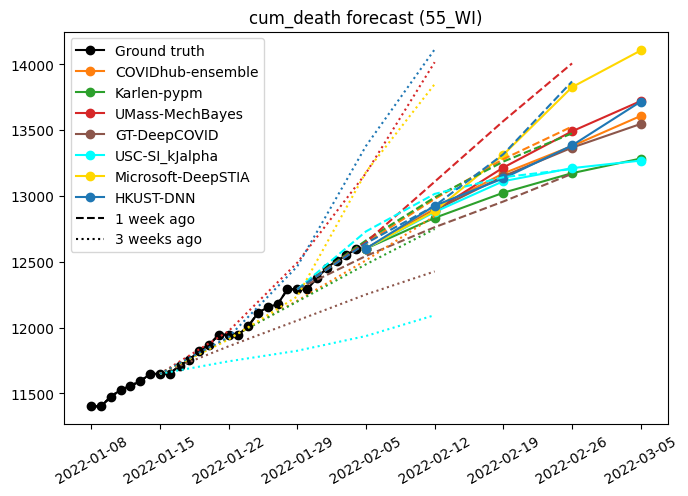 cum_death forecast (55_WI)
Ground truth
COVIDhub-ensemble
Karlen-pypm
UMass-MechBayes
GT-DeepCOVID
USC-SI_kJalpha
Microsoft-DeepSTIA
HKUST-DNN
1 week ago
3 weeks ago
14000
13500
13000
12500
12000
11500
2022-01-08
2022-01-15
2022-01-22
2022-01-29
2022-02-05
2022-02-12
2022-02-19
2022-02-26
2022-03-05